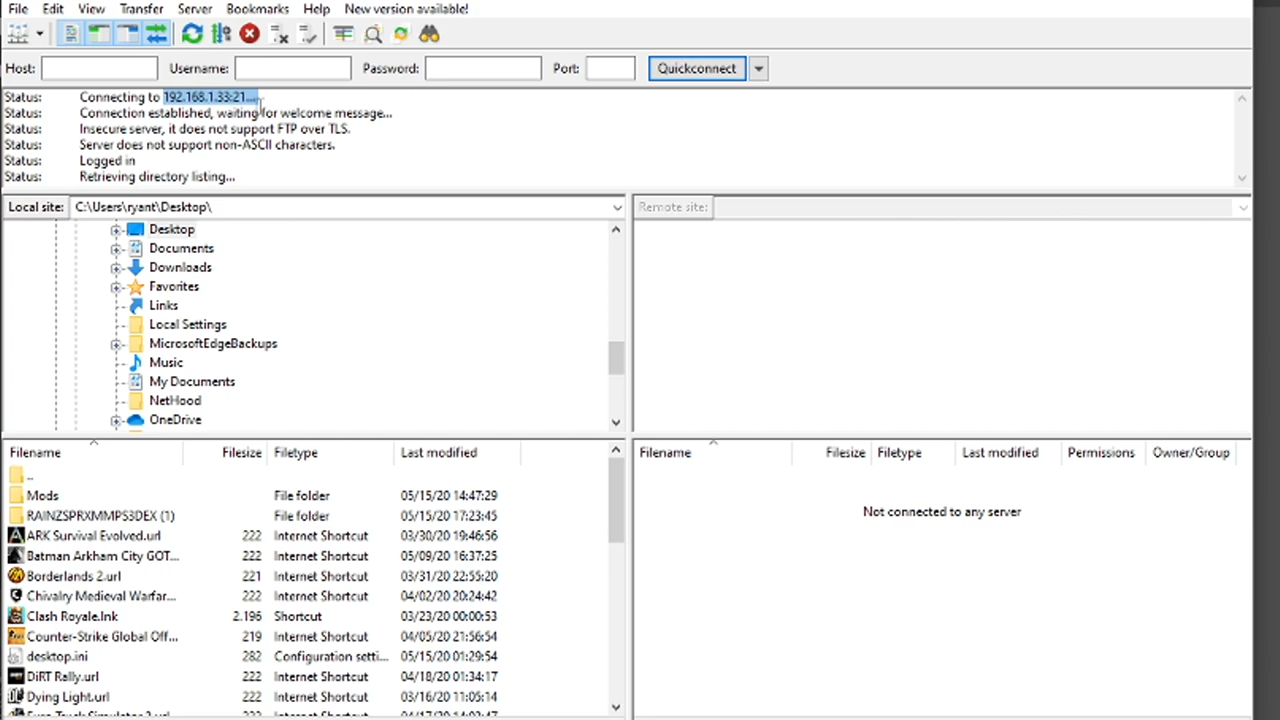 File Edit View Transfer Server Bookmarks Help New version available!
Host: Username: Password: Port: Quickconnect
Status: Connecting to 192.168.1.33:21...
Status: Connection established, waiting for welcome message...
Status: Insecure server, it does not support FTP over TLS.
Status: Server does not support non-ASCII characters.
Status: Logged in
Status: Retrieving directory listing...
Local site: C:\Users\ryant\Desktop\
Remote site:
Desktop
Documents
Downloads
Favorites
Links
Local Settings
MicrosoftEdgeBackups
Music
My Documents
NetHood
OneDrive
Filename Filesize Filetype Last modified
..
Mods File folder 05/15/20 14:47:29
RAINZSPRXMMPS3DEX (1) File folder 05/15/20 17:23:45
ARK Survival Evolved.url 222 Internet Shortcut 03/30/20 19:46:56
Batman Arkham City GOT... 222 Internet Shortcut 05/09/20 16:37:25
Borderlands 2.url 221 Internet Shortcut 03/31/20 22:55:20
Chivalry Medieval Warfar... 222 Internet Shortcut 04/02/20 20:24:42
Clash Royale.lnk 2.196 Shortcut 03/23/20 00:00:53
Counter-Strike Global Off... 219 Internet Shortcut 04/05/20 21:56:54
desktop.ini 282 Configuration setti... 05/15/20 01:29:54
DiRT Rally.url 222 Internet Shortcut 04/18/20 01:34:17
Dying Light.url 222 Internet Shortcut 03/16/20 11:05:14
Filename Filesize Filetype Last modified Permissions Owner/Group
Not connected to any server